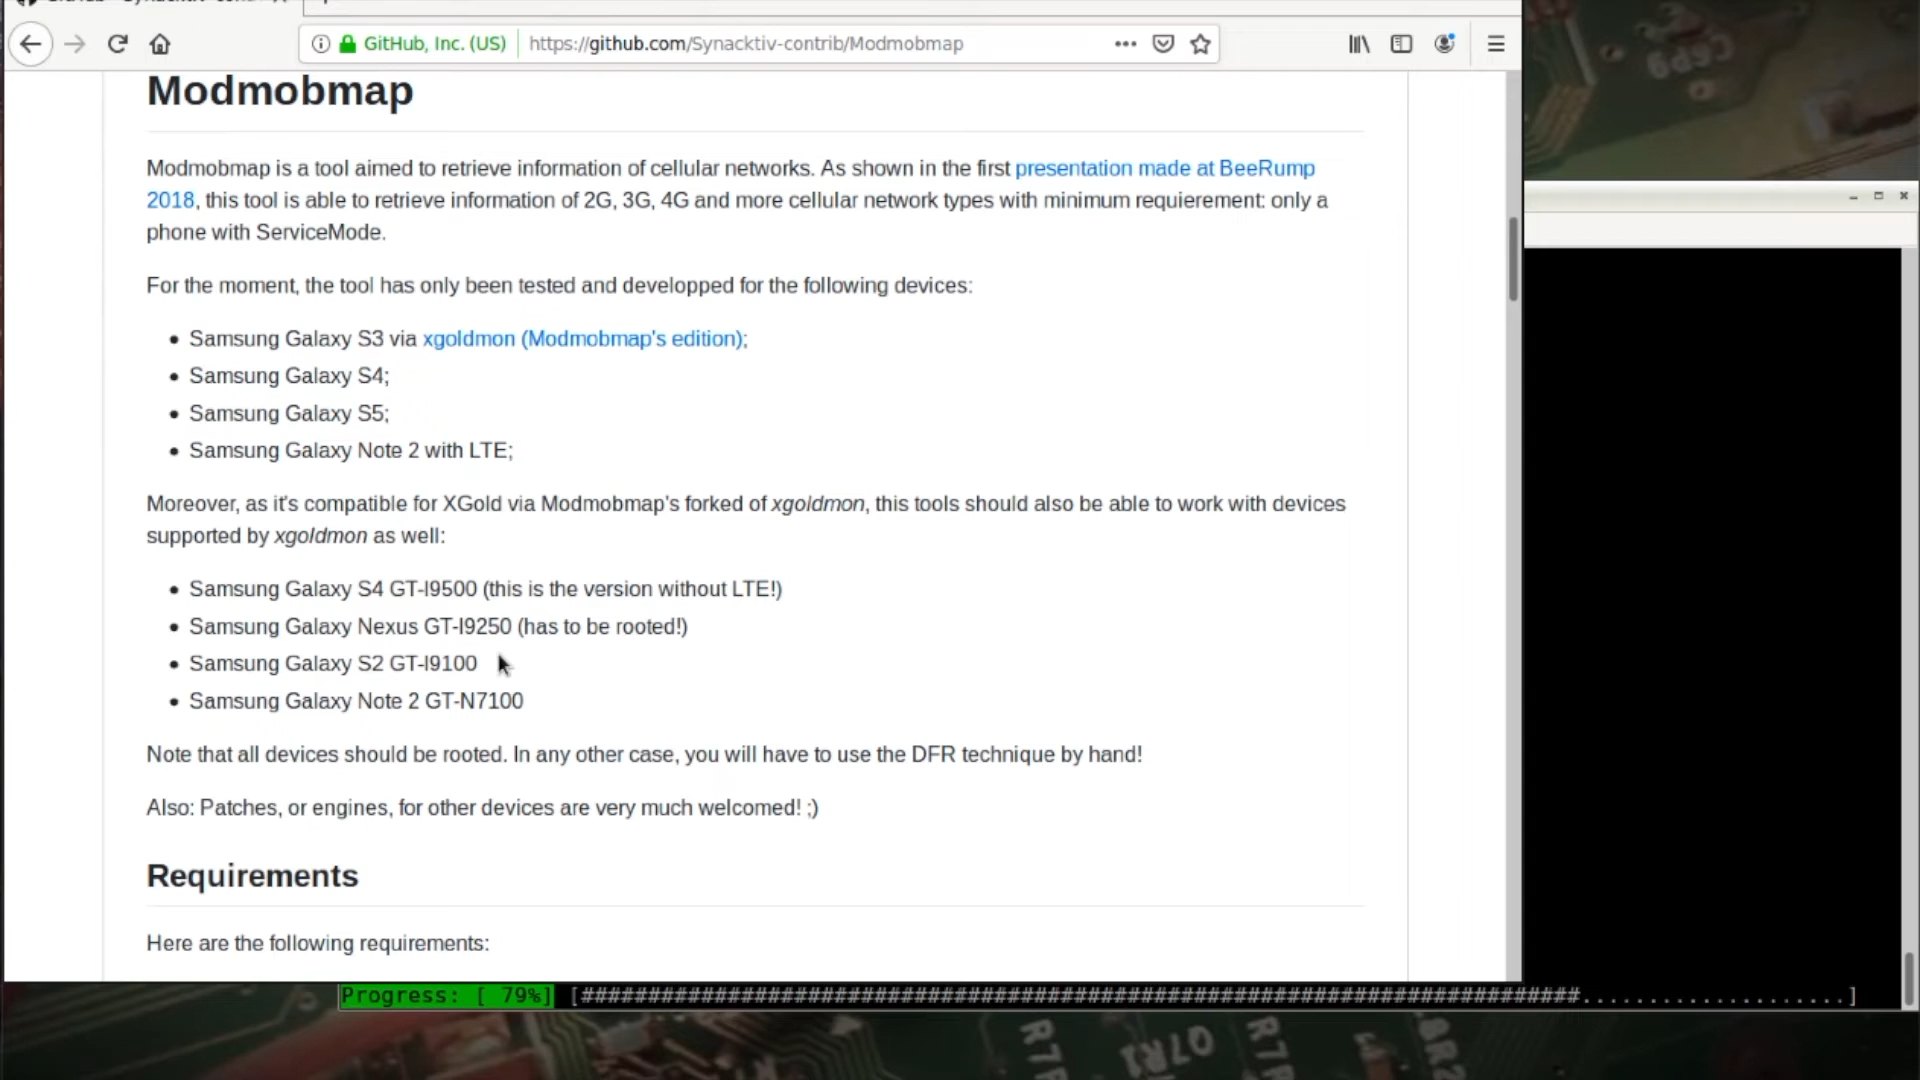 GitHub, Inc. (US)
https://github.com/Synacktiv-contrib/Modmobmap
Modmobmap
Modmobmap is a tool aimed to retrieve information of cellular networks. As shown in the first presentation made at BeeRump
2018, this tool is able to retrieve information of 2G, 3G, 4G and more cellular network types with minimum requierement: only a
phone with ServiceMode.
For the moment, the tool has only been tested and developped for the following devices:
• Samsung Galaxy S3 via xgoldmon (Modmobmap's edition);
• Samsung Galaxy S4;
• Samsung Galaxy S5;
• Samsung Galaxy Note 2 with LTE;
Moreover, as it's compatible for XGold via Modmobmap's forked of xgoldmon, this tools should also be able to work with devices
supported by xgoldmon as well:
• Samsung Galaxy S4 GT-I9500 (this is the version without LTE!)
• Samsung Galaxy Nexus GT-I9250 (has to be rooted!)
• Samsung Galaxy S2 GT-I9100
• Samsung Galaxy Note 2 GT-N7100
Note that all devices should be rooted. In any other case, you will have to use the DFR technique by hand!
Also: Patches, or engines, for other devices are very much welcomed! ;)
Requirements
Here are the following requirements:
Progress: [ 79%] [###########################################################################....................]